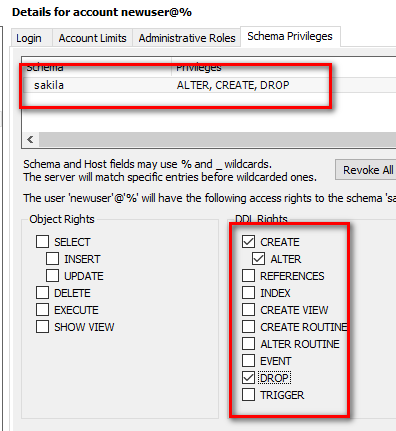 Details for account newuser@%
Login Account Limits Administrative Roles Schema Privileges
Schema Privileges
sakila ALTER, CREATE, DROP
Schema and Host fields may use % and _ wildcards.
The server will match specific entries before wildcarded ones.
Revoke All
The user 'newuser'@'%' will have the following access rights to the schema 'sa
Object Rights
SELECT
INSERT
UPDATE
DELETE
EXECUTE
SHOW VIEW
DDL Rights
CREATE
ALTER
REFERENCES
INDEX
CREATE VIEW
CREATE ROUTINE
ALTER ROUTINE
EVENT
DROP
TRIGGER